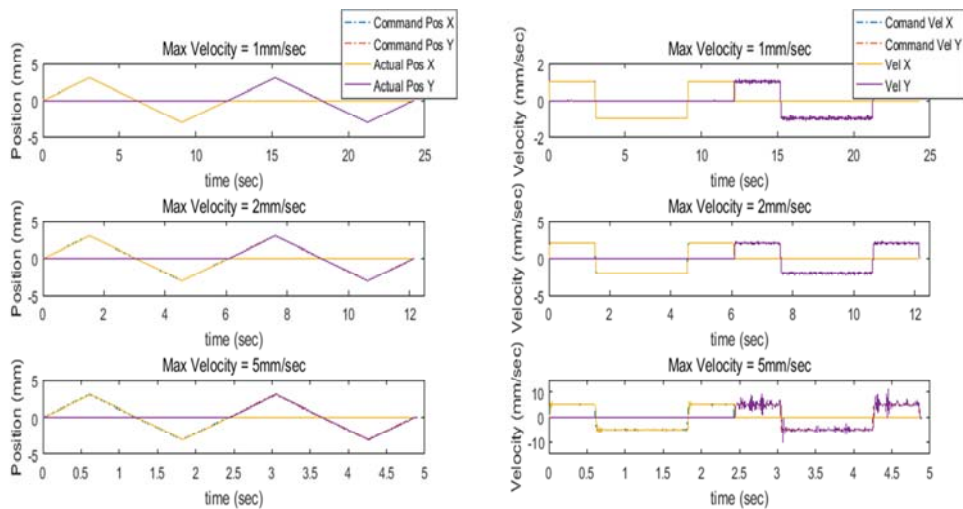 Command Pos X
Command Pos Y
Actual Pos X
Actual Pos Y
Max Velocity = 1mm/sec
Position (mm)
5
0
-5
0 5 10 15 20 25
time (sec)
Max Velocity = 2mm/sec
Position (mm)
5
0
-5
0 2 4 6 8 10 12
time (sec)
Max Velocity = 5mm/sec
Position (mm)
5
0
-5
0 0.5 1 1.5 2 2.5 3 3.5 4 4.5 5
time (sec)
Comand Vel X
Command Vel Y
Vel X
Vel Y
Max Velocity = 1mm/sec
Velocity (mm/sec)
2
0
-2
0 5 10 15 20 25
time (sec)
Max Velocity = 2mm/sec
Velocity (mm/sec)
5
0
-5
0 2 4 6 8 10 12
time (sec)
Max Velocity = 5mm/sec
Velocity (mm/sec)
10
0
-10
0 0.5 1 1.5 2 2.5 3 3.5 4 4.5 5
time (sec)